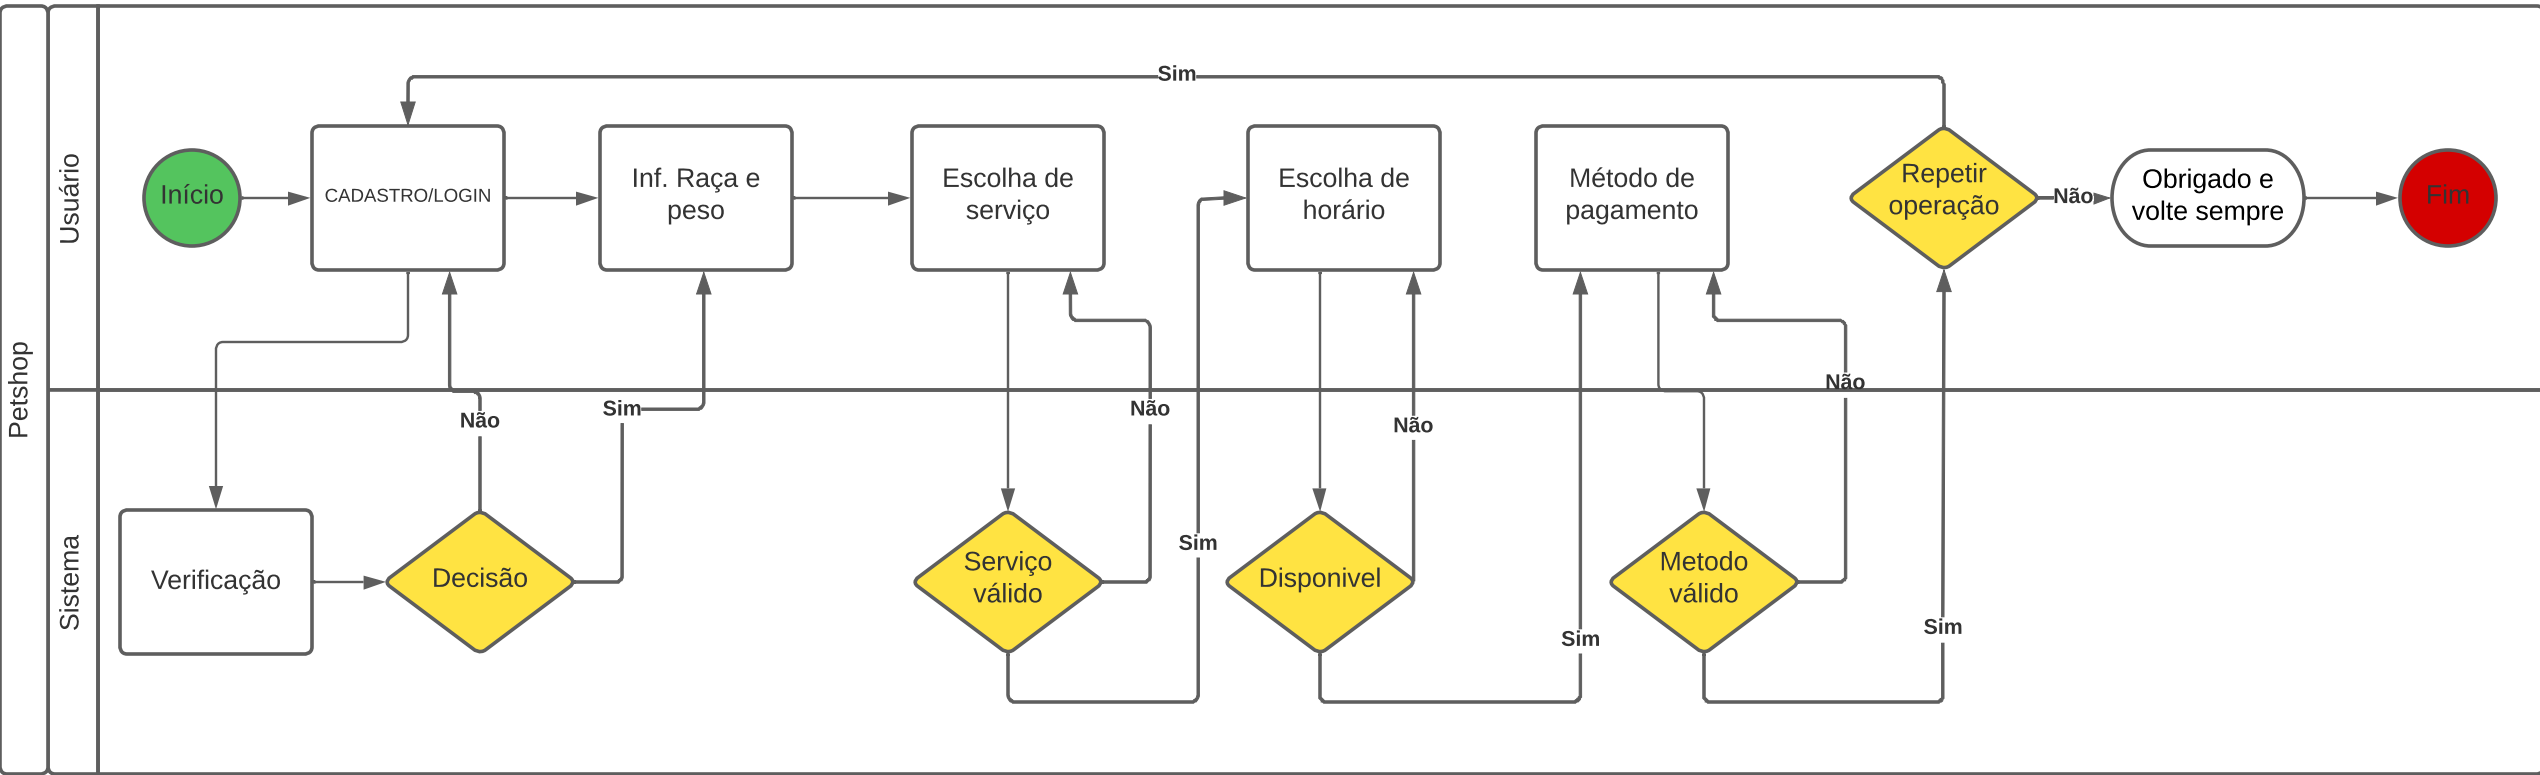 Petshop
Usuário
Sim
Início
CADASTRO/LOGIN
Inf. Raça e
peso
Escolha de
serviço
Escolha de
horário
Método de
pagamento
Repetir
operação
Não
Obrigado e
volte sempre
Fim
Sistema
Não
Sim
Não
Não
Não
Verificação
Decisão
Serviço
válido
Sim
Disponivel
Sim
Metodo
válido
Sim